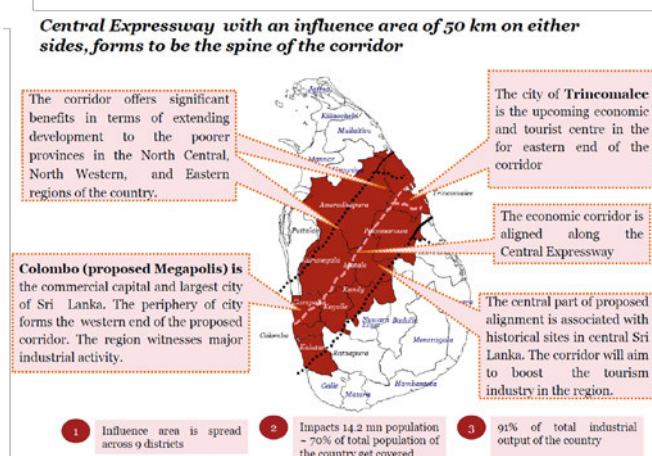 Central Expressway with an influence area of 50 km on either
sides, forms to be the spine of the corridor
The corridor offers significant
benefits in terms of extending
development to the poorer
provinces in the North Central,
North Western, and Eastern
regions of the country.
The city of Trincomalee
is the upcoming economic
and tourist centre in the
for eastern end of the
corridor
The economic corridor is
aligned along the
Central Expressway
Colombo (proposed Megapolis) is
the commercial capital and largest city
of Sri Lanka. The periphery of city
forms the western end of the proposed
corridor. The region witnesses major
industrial activity.
The central part of proposed
alignment is associated with
historical sites in central Sri
Lanka. The corridor will aim
to boost the tourism
industry in the region.
Jaffna
Kilinochchi
Mullaitivu
Mannar
Trincomalee
Anuradhapura
Puttalam
Polonnaruwa
Kurunegala
Matale
Kandy
Gampaha
Kegalle
Colombo
Nuwara
Badulla
Kalutara
Ratnapura
Moneragala
Galle
Matara
Hambantota
1
Influence area is spread
across 9 districts
2
Impacts 14.2 mn population
~ 70% of total population of
the country get covered
3
91% of total industrial
output of the country